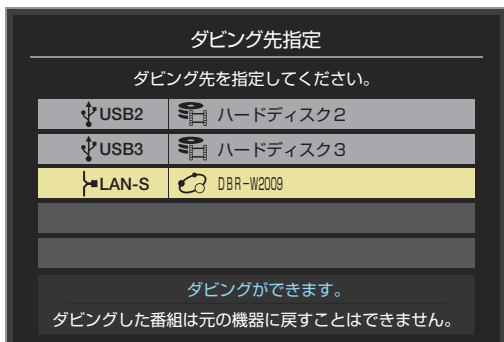 ダビング先指定
ダビング先を指定してください。
USB2 ハードディスク2
USB3 ハードディスク3
LAN-S DBR-W2009
ダビングができます。
ダビングした番組は元の機器に戻すことはできません。